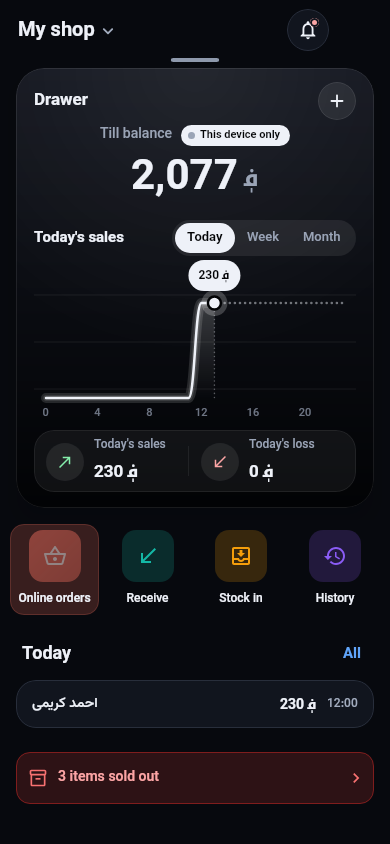 My shop
Drawer
Till balance
This device only
2,077 ؋
Today's sales
Today
Week
Month
230 ؋
0 4 8 12 16 20
Today's sales
230 ؋
Today's loss
0 ؋
Online orders
Receive
Stock in
History
Today
All
احمد کریمی
230 ؋
12:00
3 items sold out